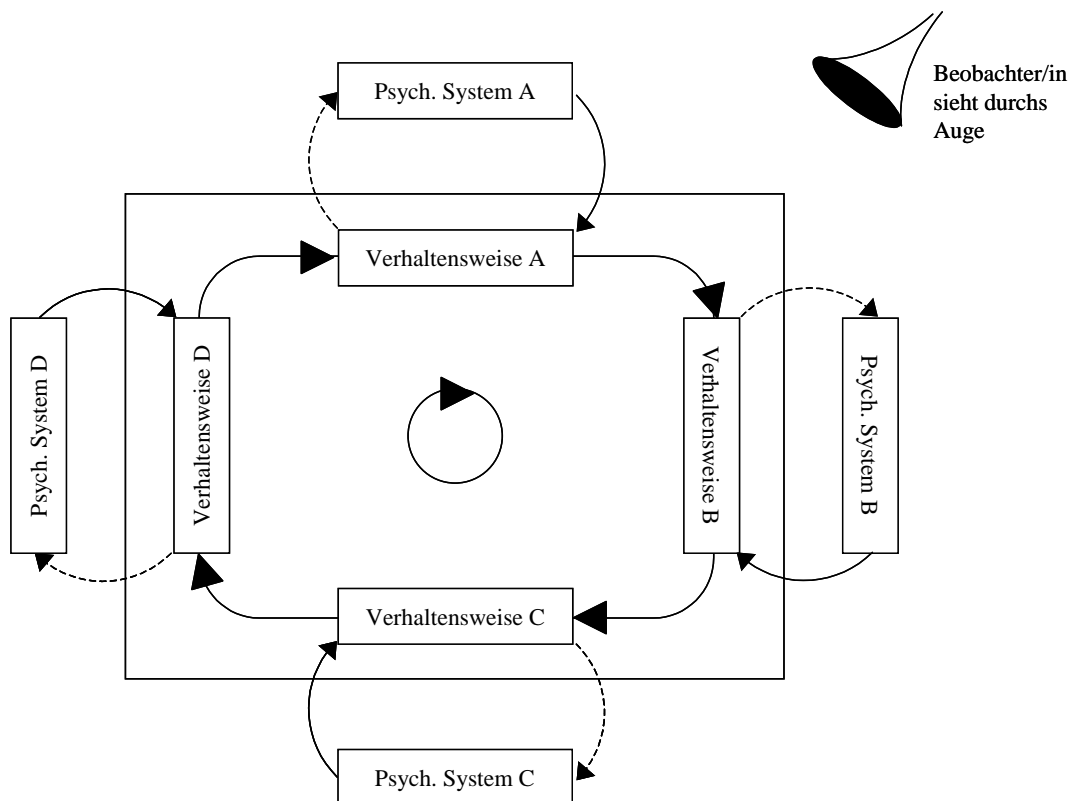 Psych. System A
Beobachter/in
sieht durchs
Auge
Verhaltensweise A
Psych. System D
Verhaltensweise D
Verhaltensweise B
Psych. System B
Verhaltensweise C
Psych. System C